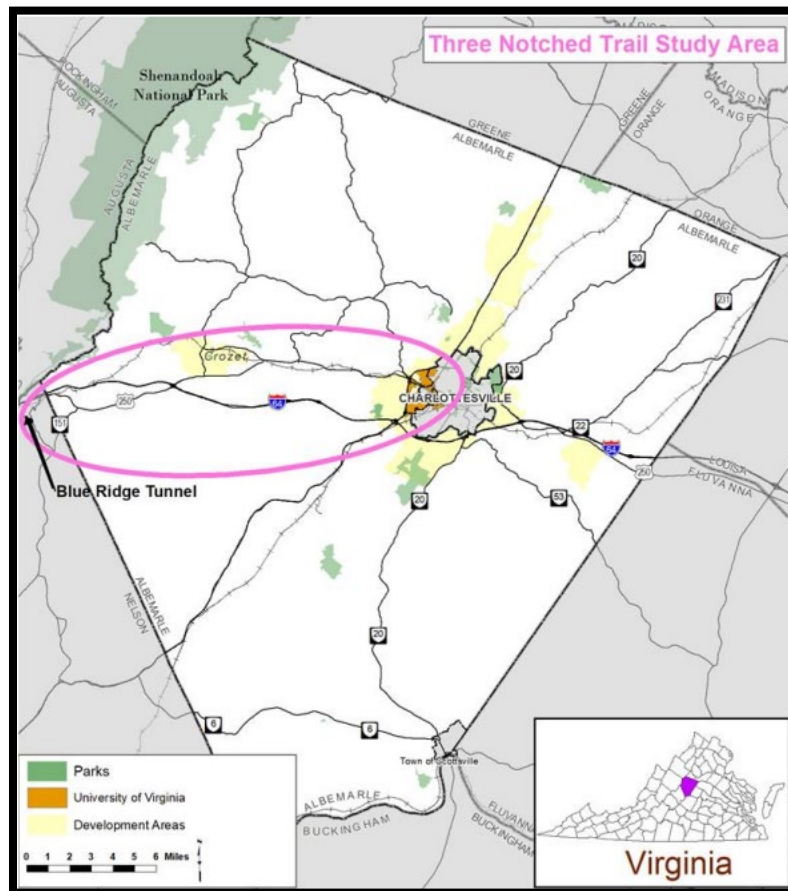 Three Notched Trail Study Area
Shenandoah
National Park
ROCKINGHAM
AUGUSTA
MADISON
ORANGE
GREENE
ALBEMARLE
GREENE
ORANGE
AUGUSTA
ALBEMARLE
ORANGE
ALBEMARLE
20
231
Crozet
20
250
64
CHARLOTTESVILLE
151
22
64
250
LOUISA
FLUVANNA
Blue Ridge Tunnel
20
53
ALBEMARLE
NELSON
20
6
6
Town of Scottsville
Parks
University of Virginia
Development Areas
ALBEMARLE
BUCKINGHAM
FLUVANNA
BUCKINGHAM
0 1 2 3 4 5 6 Miles
Virginia